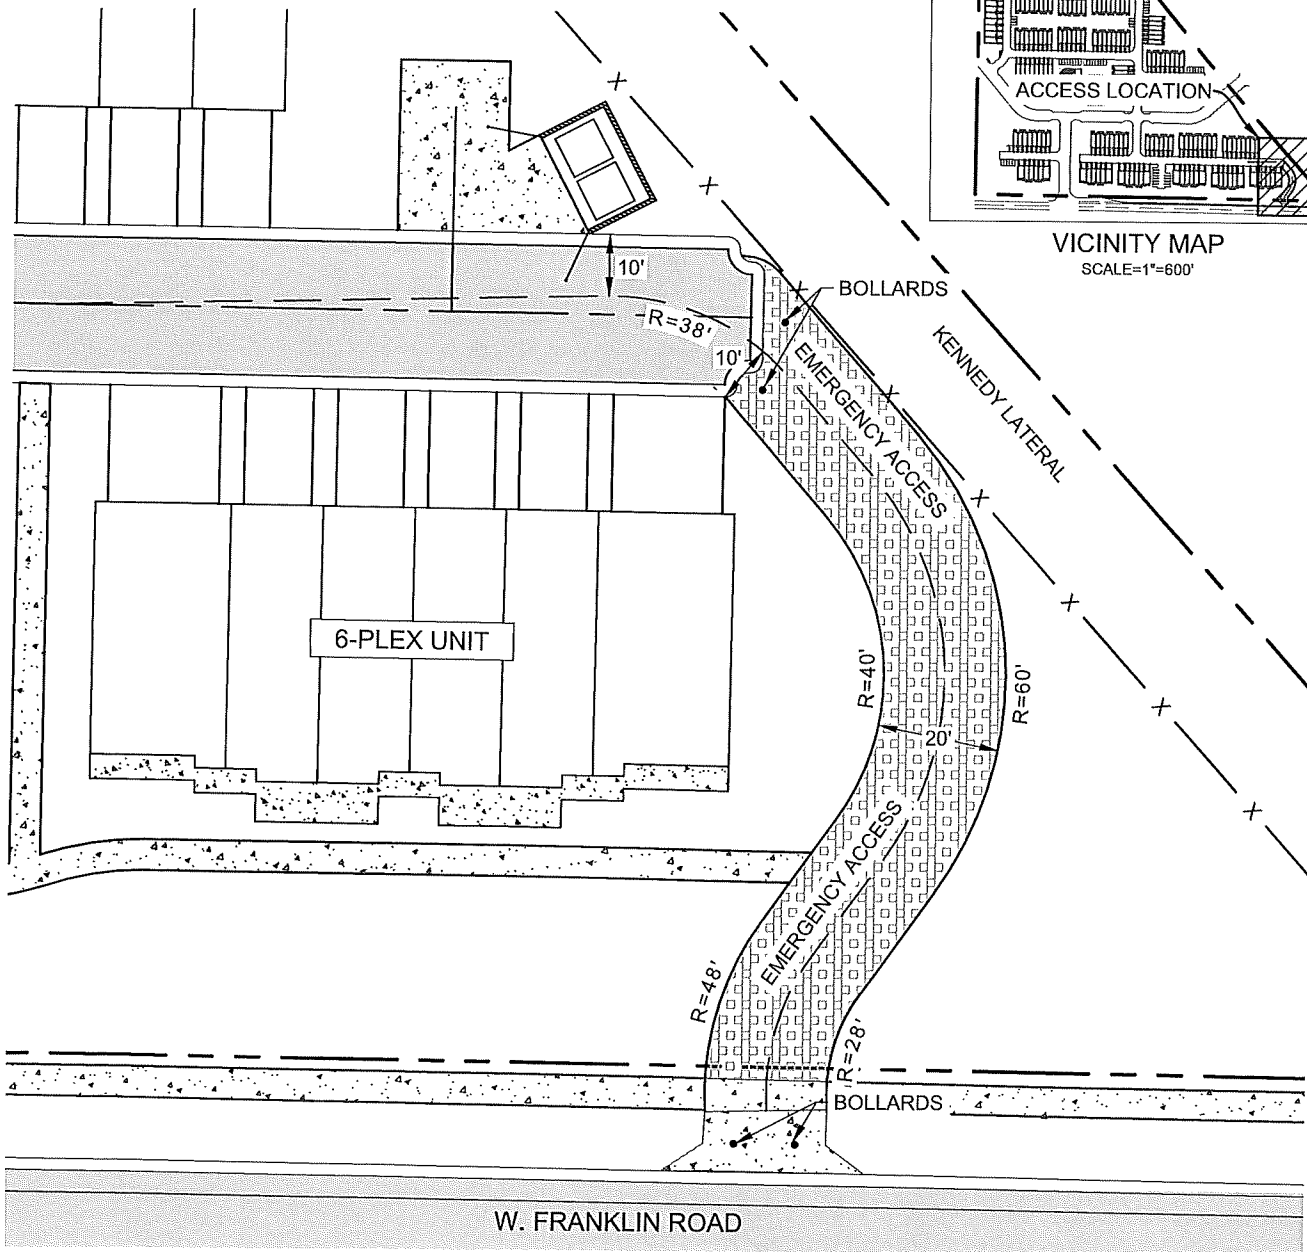 ACCESS LOCATION
VICINITY MAP
SCALE=1"=600'
10'
BOLLARDS
R=38'
10'
EMERGENCY ACCESS
KENNEDY LATERAL
6-PLEX UNIT
R=40'
R=60'
20'
EMERGENCY ACCESS
R=48'
R=28'
BOLLARDS
W. FRANKLIN ROAD